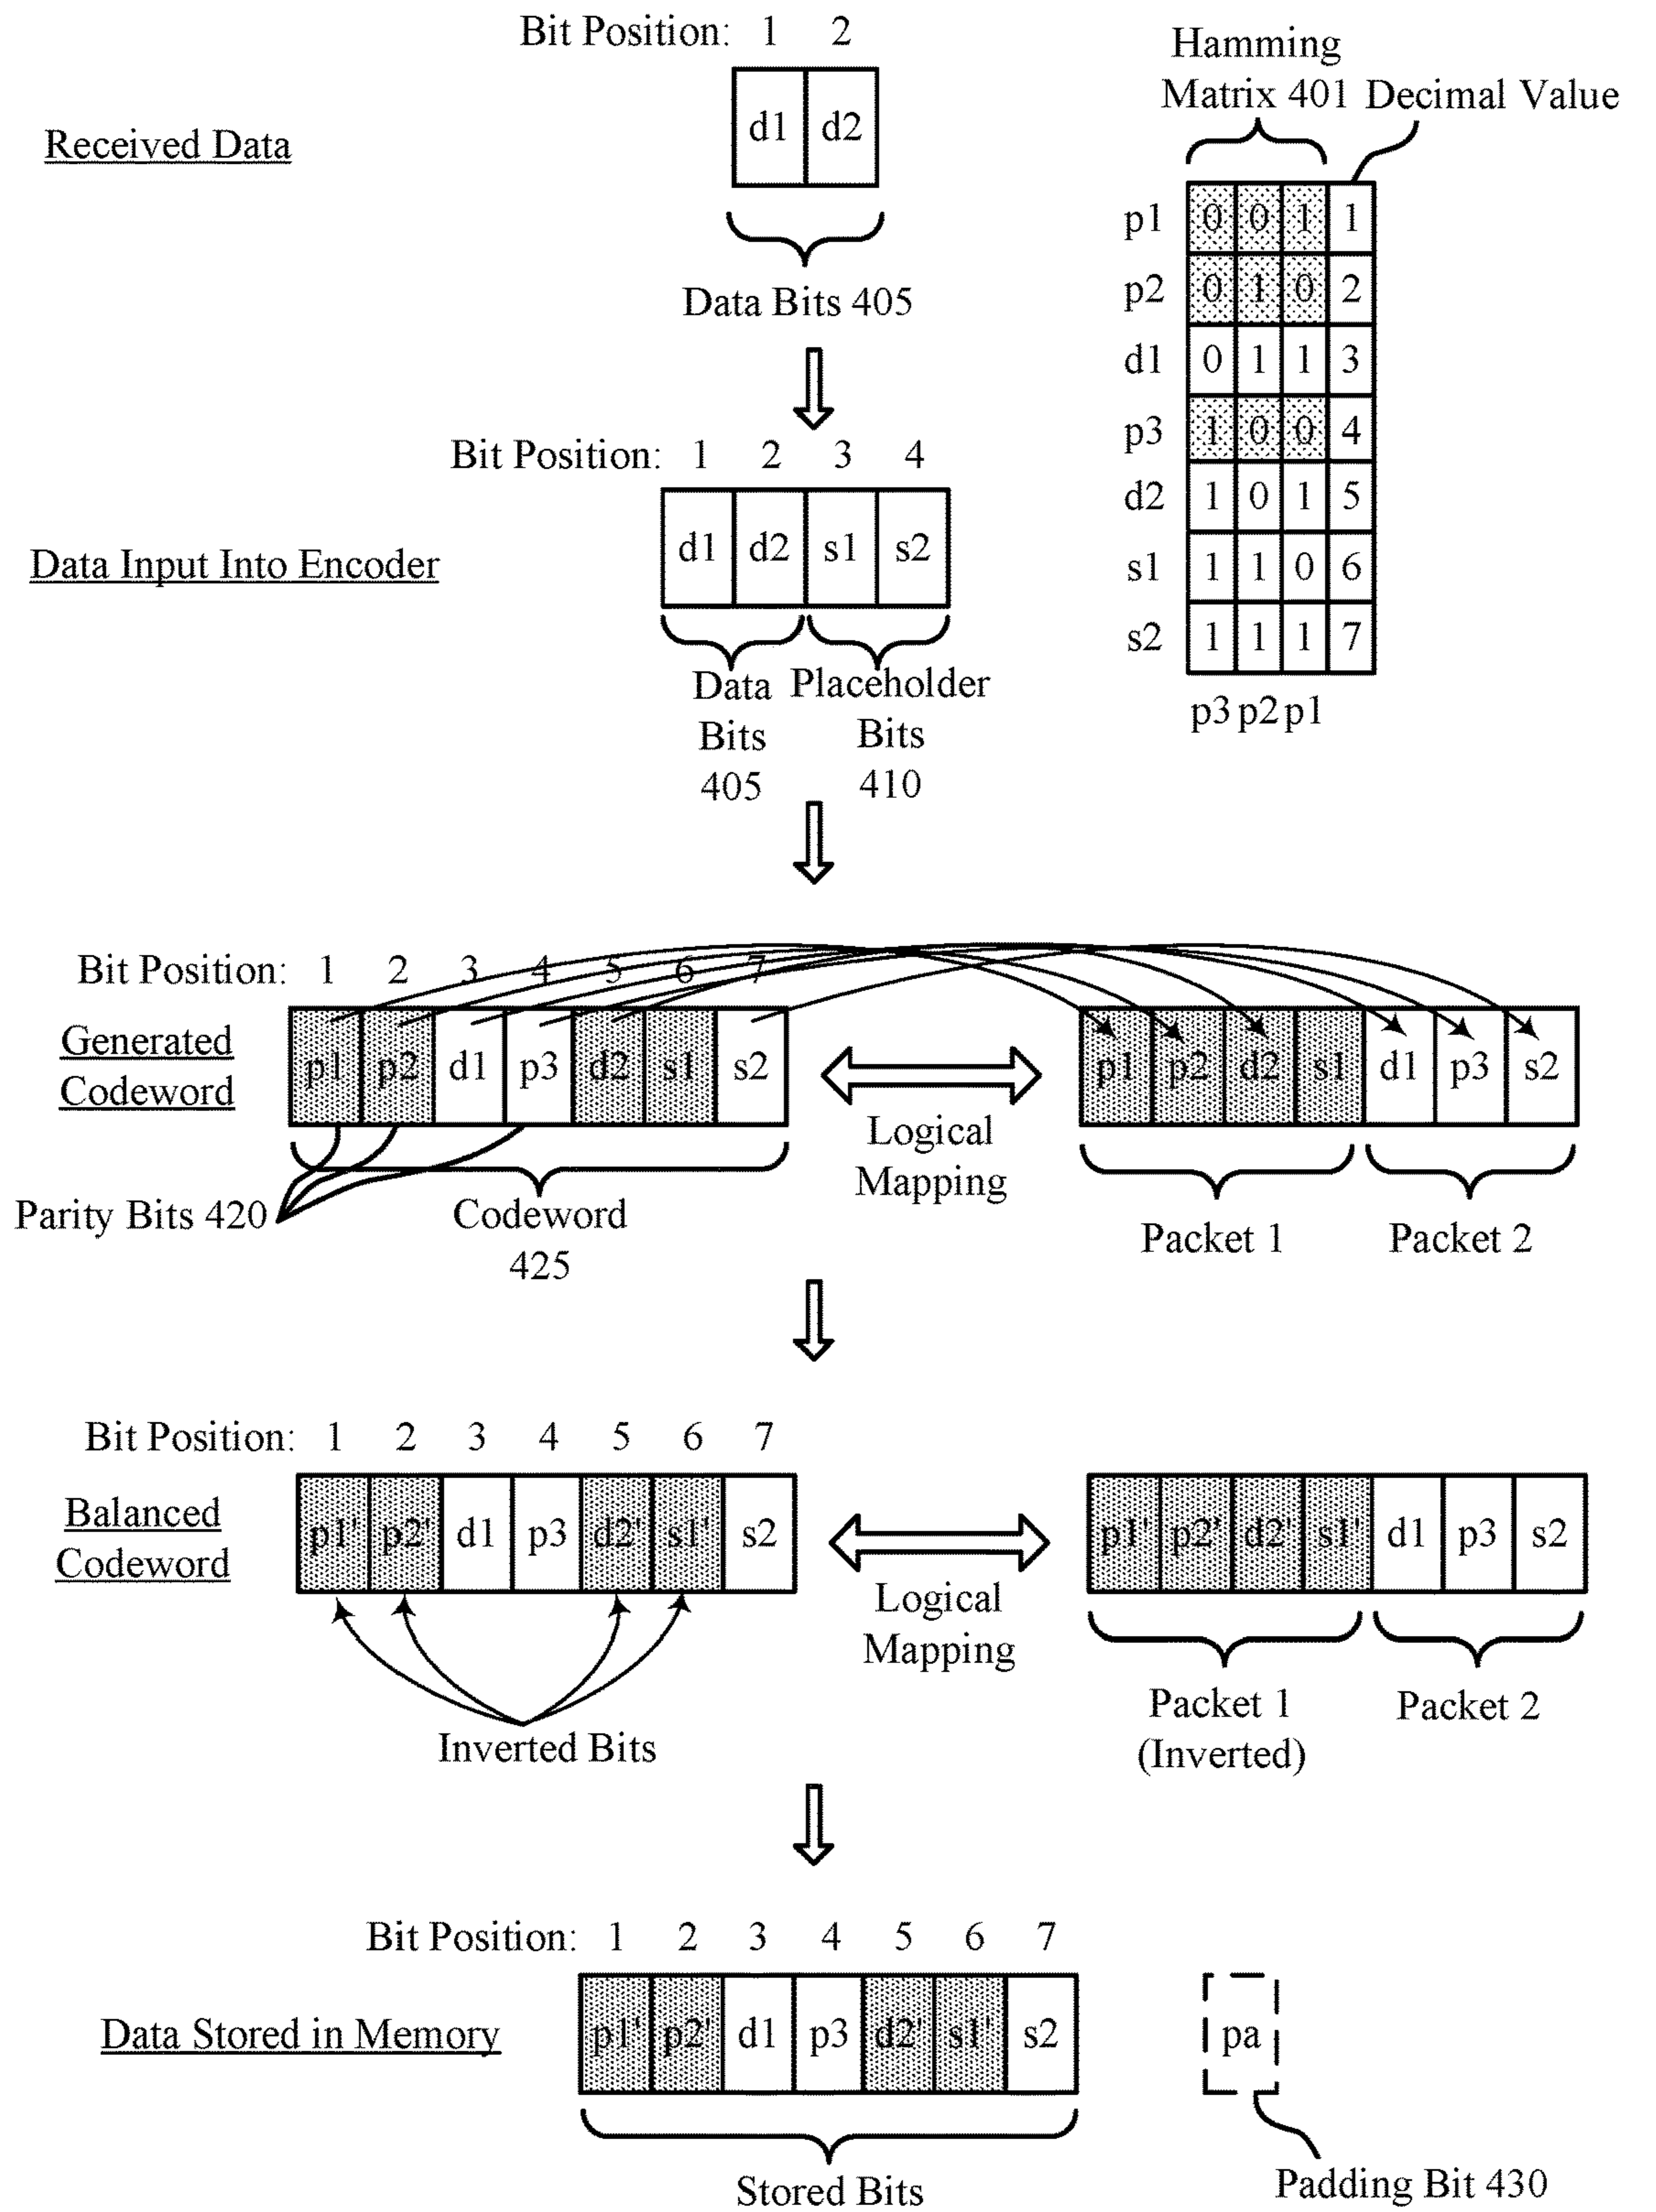 Bit Position: 1 2
Received Data
d1 d2
Data Bits 405
Hamming
Matrix 401 Decimal Value
p1 0 0 1 1
p2 0 1 0 2
d1 0 1 1 3
p3 1 0 0 4
d2 1 0 1 5
s1 1 1 0 6
s2 1 1 1 7
p3 p2 p1
Bit Position: 1 2 3 4
Data Input Into Encoder
d1 d2 s1 s2
Data
Bits
405
Placeholder
Bits
410
Bit Position: 1 2 3 4 5 6 7
Generated
Codeword
p1 p2 d1 p3 d2 s1 s2
Logical
Mapping
p1 p2 d2 s1 d1 p3 s2
Parity Bits 420
Codeword
425
Packet 1
Packet 2
Bit Position: 1 2 3 4 5 6 7
Balanced
Codeword
p1' p2' d1 p3 d2' s1' s2
Logical
Mapping
p1' p2' d2' s1' d1 p3 s2
Inverted Bits
Packet 1
(Inverted)
Packet 2
Bit Position: 1 2 3 4 5 6 7
Data Stored in Memory
p1' p2' d1 p3 d2' s1' s2
pa
Stored Bits
Padding Bit 430